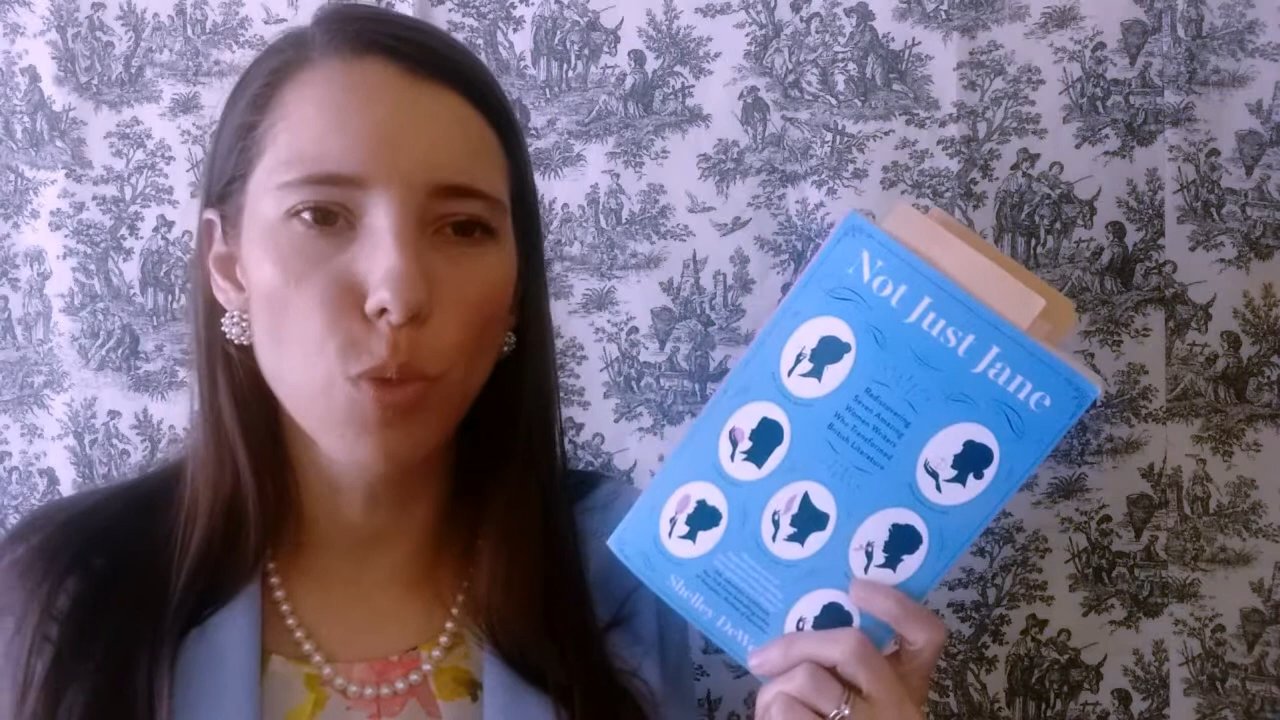 Not Just Jane
Rediscovering
Seven Amazing
Women Writers
Who Transformed
British Literature
Shelley DeW